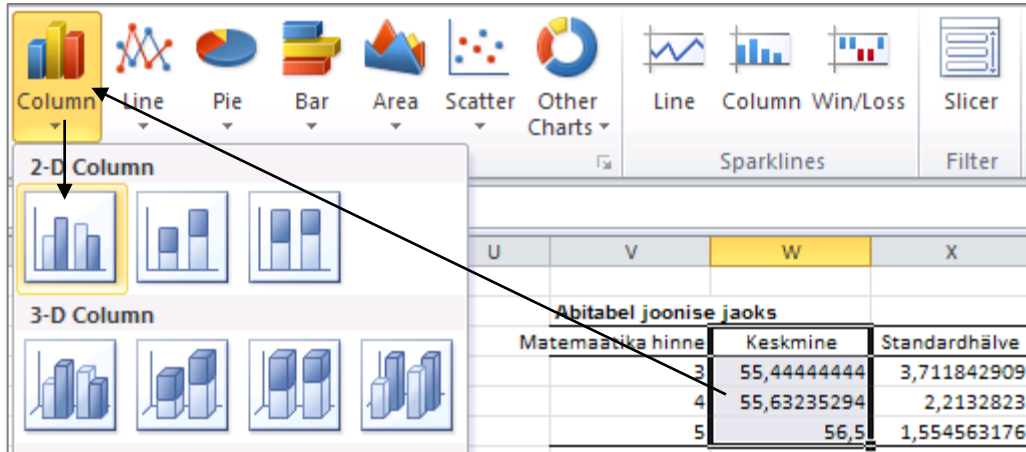 Column Line Pie Bar Area Scatter Other Charts Line Column Win/Loss Slicer
Sparklines Filter
2-D Column
3-D Column
U V W X
Abitabel joonise jaoks
Matemaatika hinne Keskmine Standardhälve
3 55,44444444 3,711842909
4 55,63235294 2,2132823
5 56,5 1,554563176